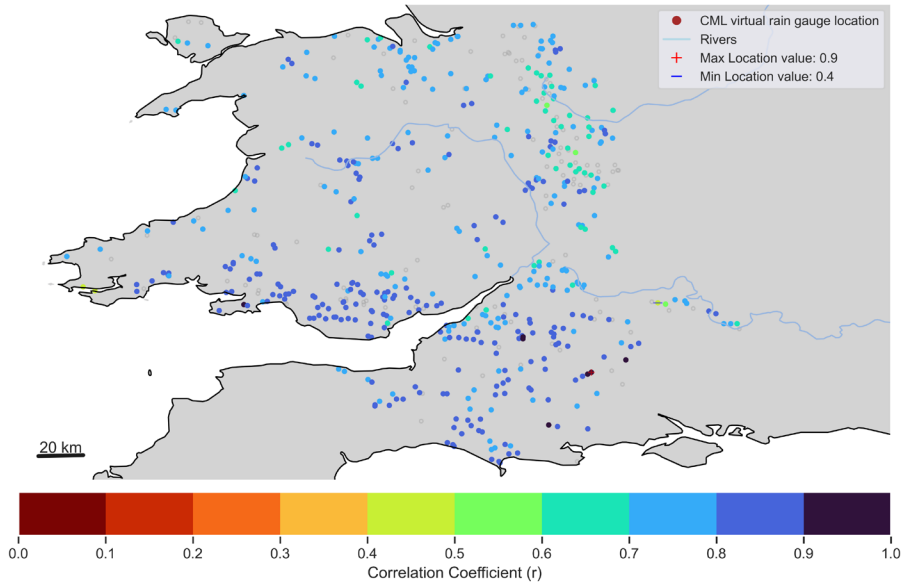 CML virtual rain gauge location
Rivers
Max Location value: 0.9
Min Location value: 0.4
20 km
0.0 0.1 0.2 0.3 0.4 0.5 0.6 0.7 0.8 0.9 1.0
Correlation Coefficient (r)